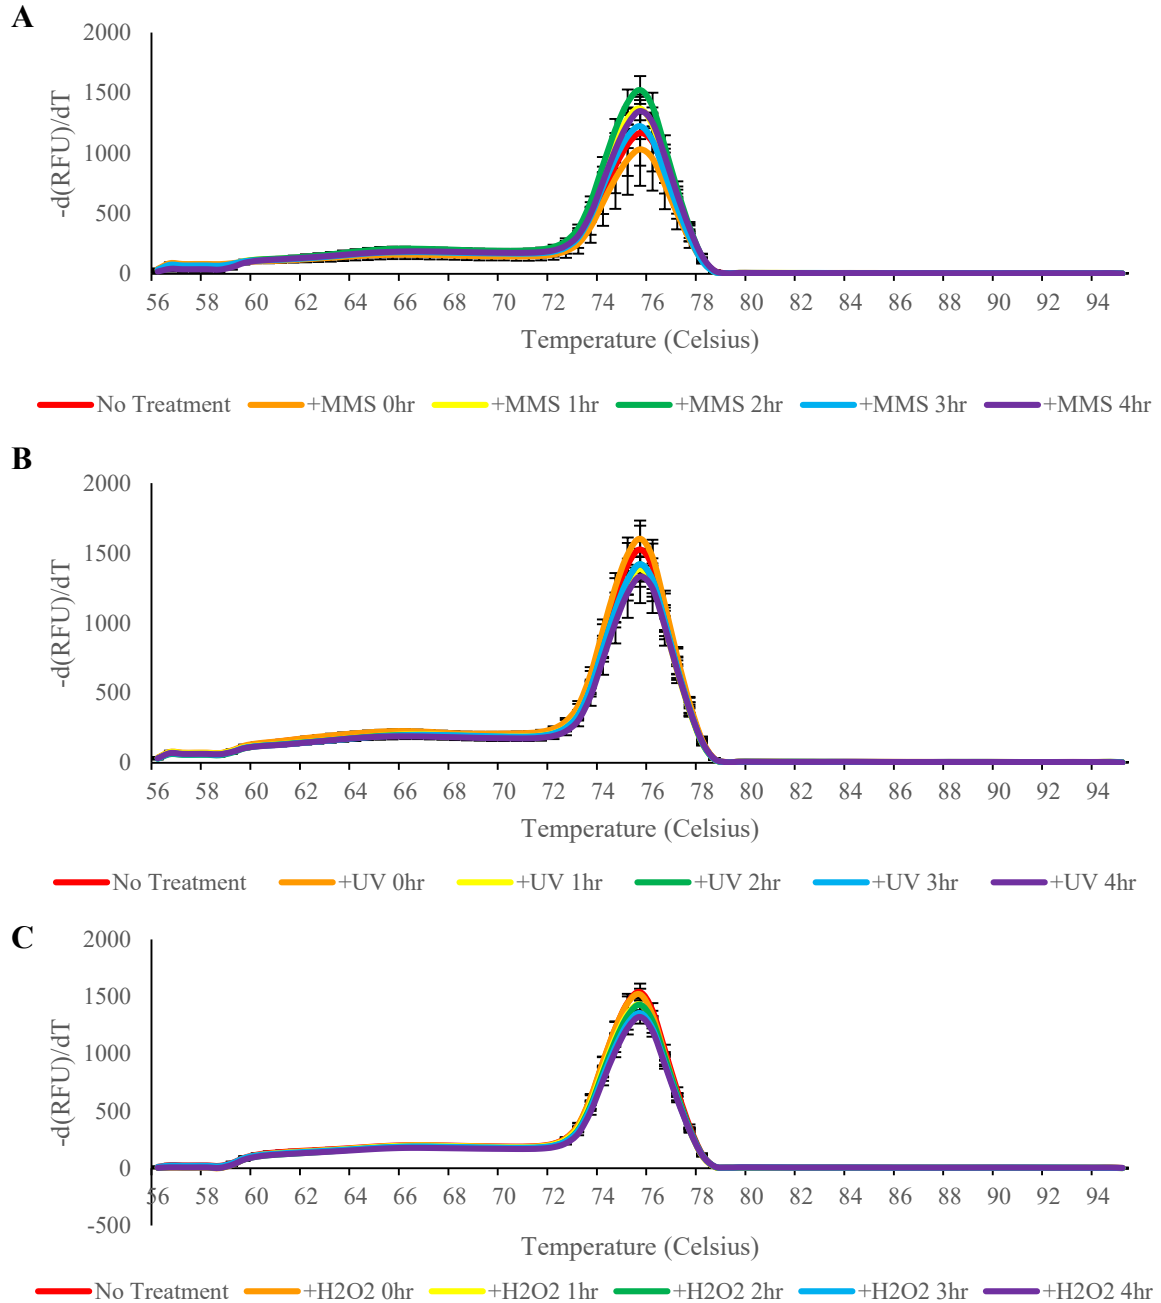 A
2000
1500
1000
500
0
-d(RFU)/dT
56 58 60 62 64 66 68 70 72 74 76 78 80 82 84 86 88 90 92 94
Temperature (Celsius)
No Treatment +MMS 0hr +MMS 1hr +MMS 2hr +MMS 3hr +MMS 4hr
B
2000
1500
1000
500
0
-d(RFU)/dT
56 58 60 62 64 66 68 70 72 74 76 78 80 82 84 86 88 90 92 94
Temperature (Celsius)
No Treatment +UV 0hr +UV 1hr +UV 2hr +UV 3hr +UV 4hr
C
2000
1500
1000
500
0
-500
-d(RFU)/dT
56 58 60 62 64 66 68 70 72 74 76 78 80 82 84 86 88 90 92 94
Temperature (Celsius)
No Treatment +H2O2 0hr +H2O2 1hr +H2O2 2hr +H2O2 3hr +H2O2 4hr